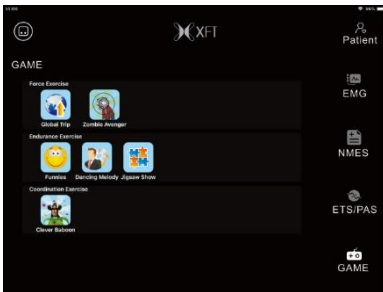 XFT
Patient
GAME
Force Exercise
Global Trip
Zombie Avenger
EMG
Endurance Exercise
Funnies
Dancing Melody
Jigsaw Show
NMES
Coordination Exercise
Clever Baboon
ETS/PAS
GAME